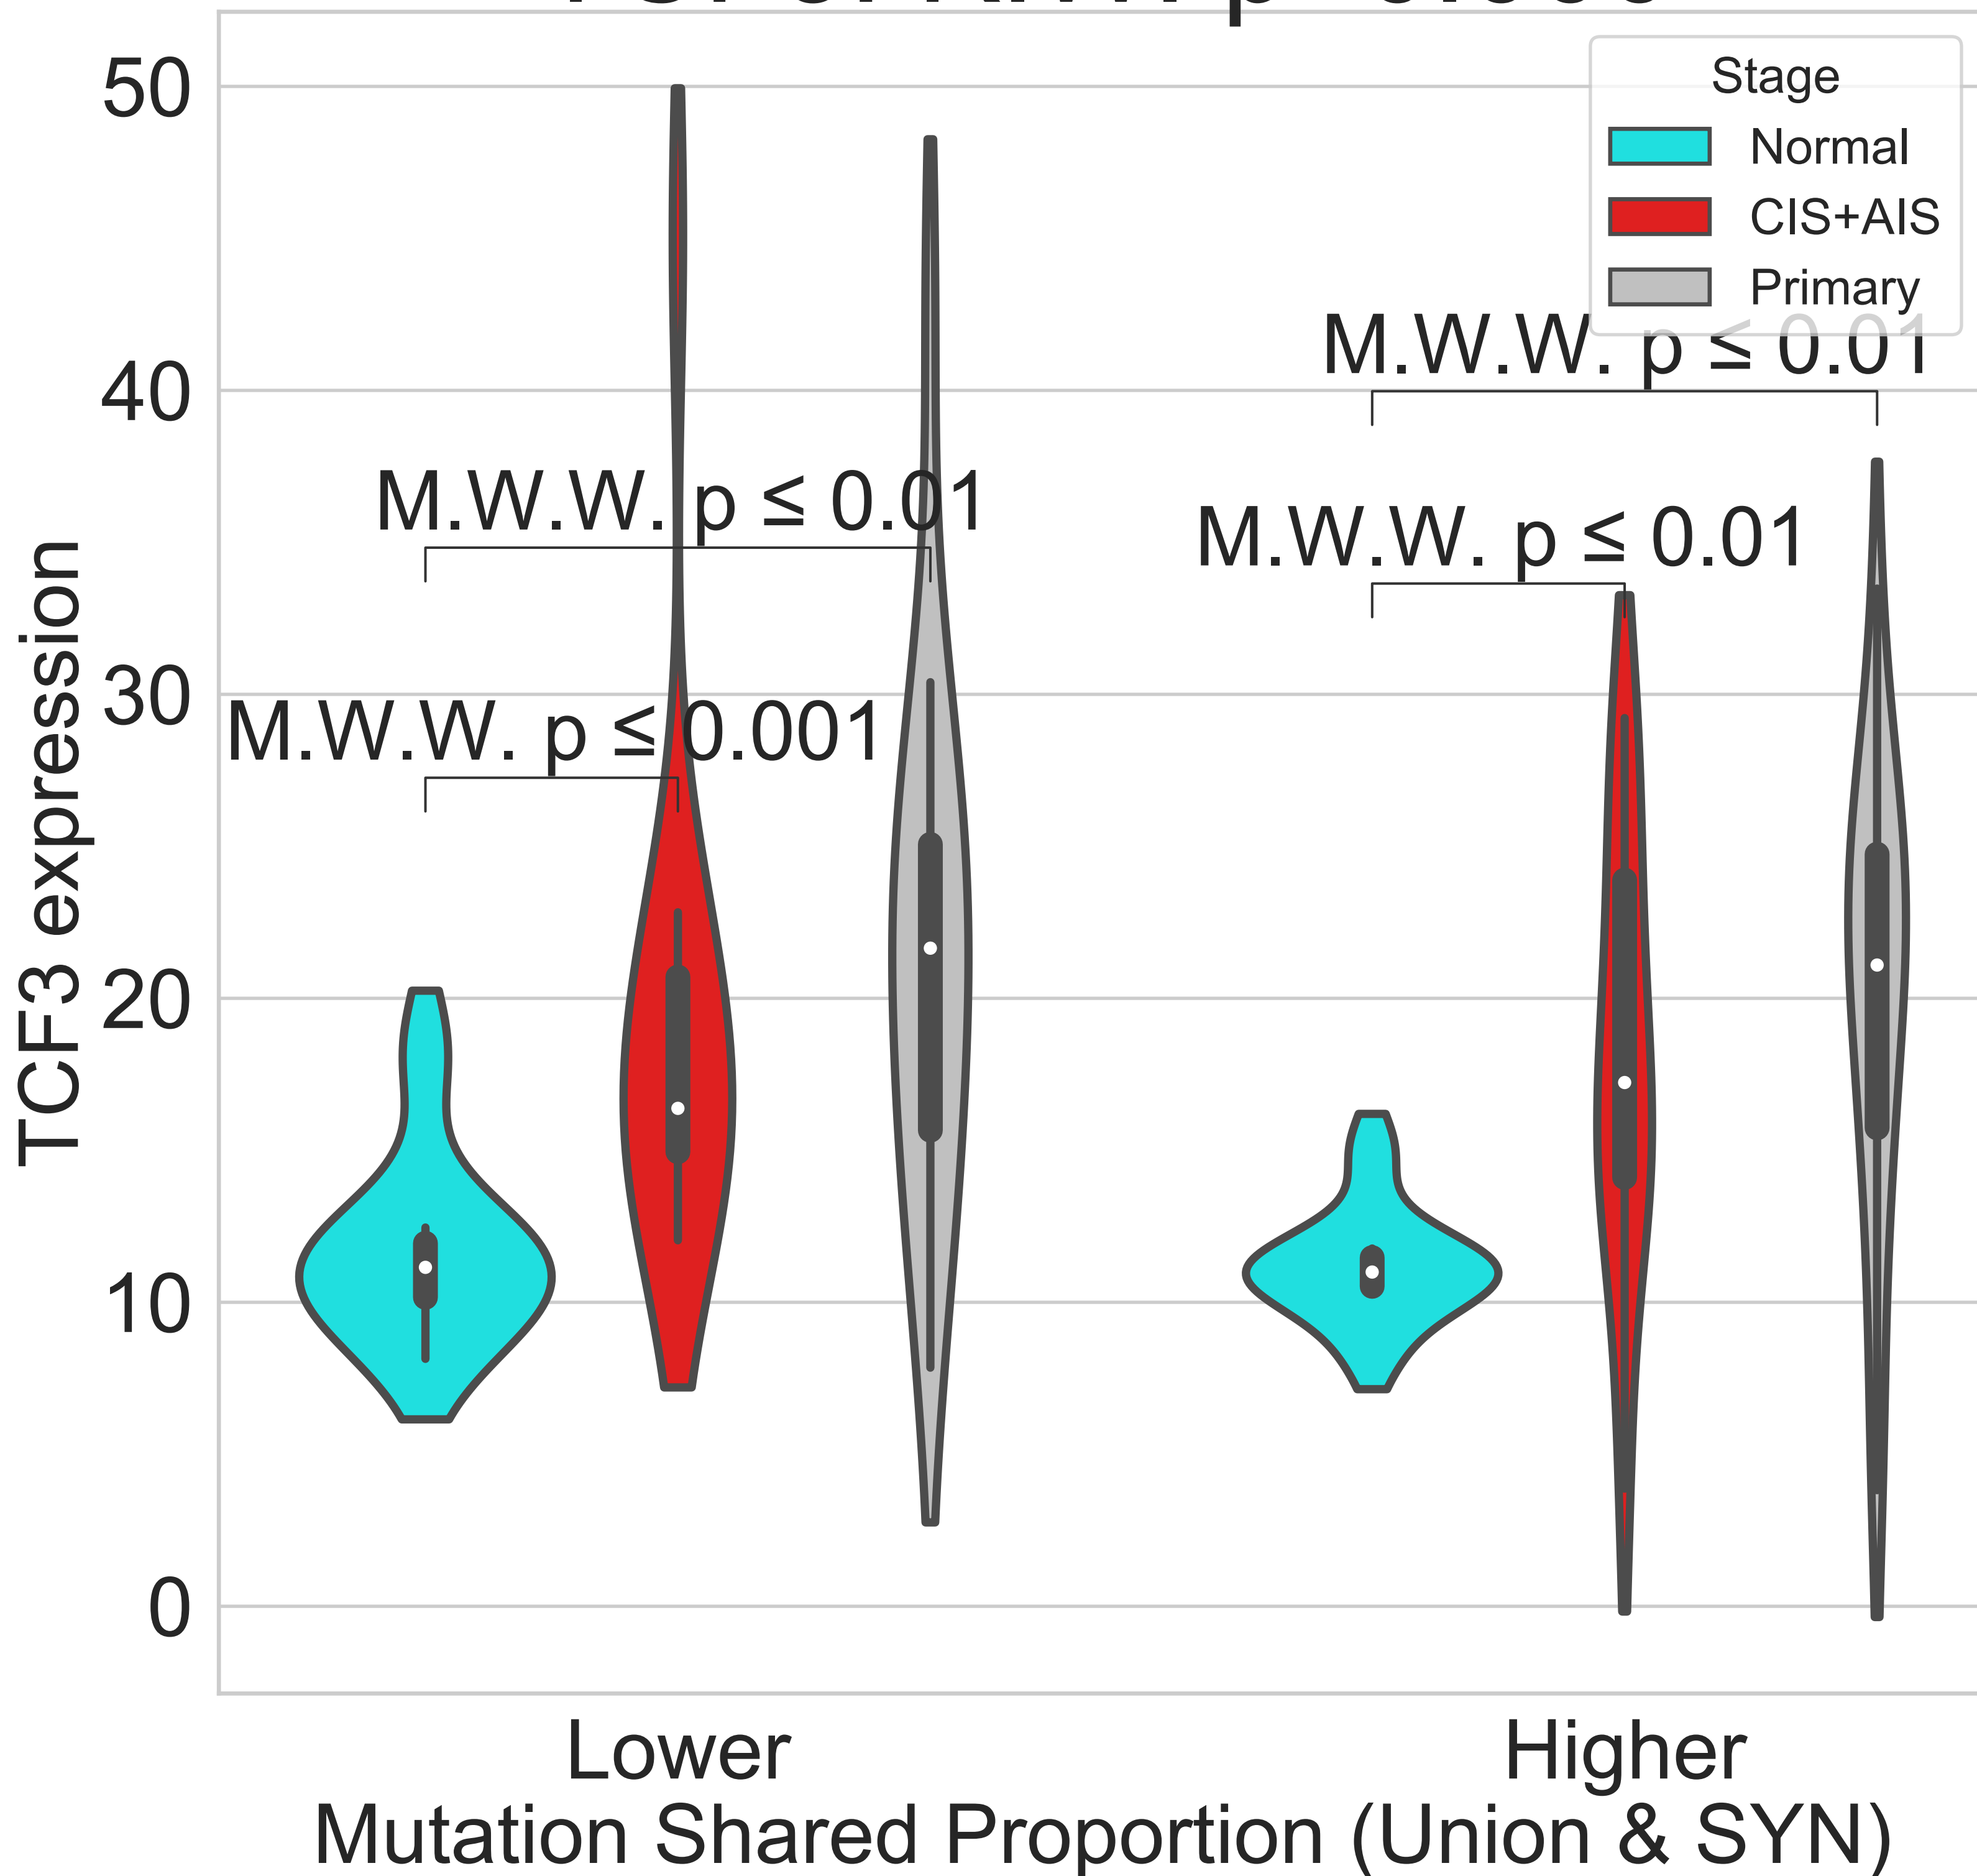 50
40
30
20
10
0
TCF3 expression
Stage
Normal
CIS+AIS
Primary
M.W.W. p ≤ 0.01
M.W.W. p ≤ 0.01
M.W.W. p ≤ 0.01
M.W.W. p ≤ 0.001
Lower
Higher
Mutation Shared Proportion (Union & SYN)